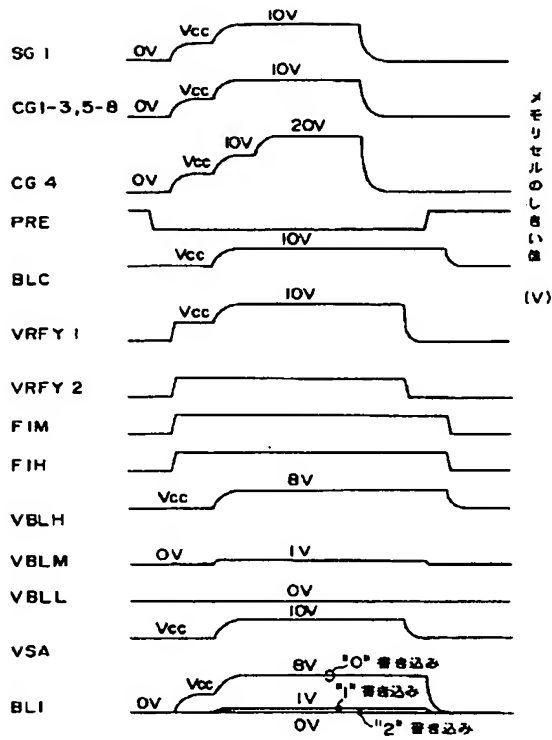 10V
Vcc
SG 1 0V
10V
Vcc
CG1-3,5-8 0V
20V
10V
Vcc
CG 4 0V
PRE
10V
Vcc
BLC
10V
Vcc
VRFY 1
VRFY 2
FIM
FIH
8V
Vcc
VBLH
0V 1V
VBLM
0V
VBLL
10V
Vcc
VSA
8V "0" 書き込み
Vcc "1" 書き込み
0V 1V
BL1
0V "2" 書き込み
メモリセルのしきい値
(V)